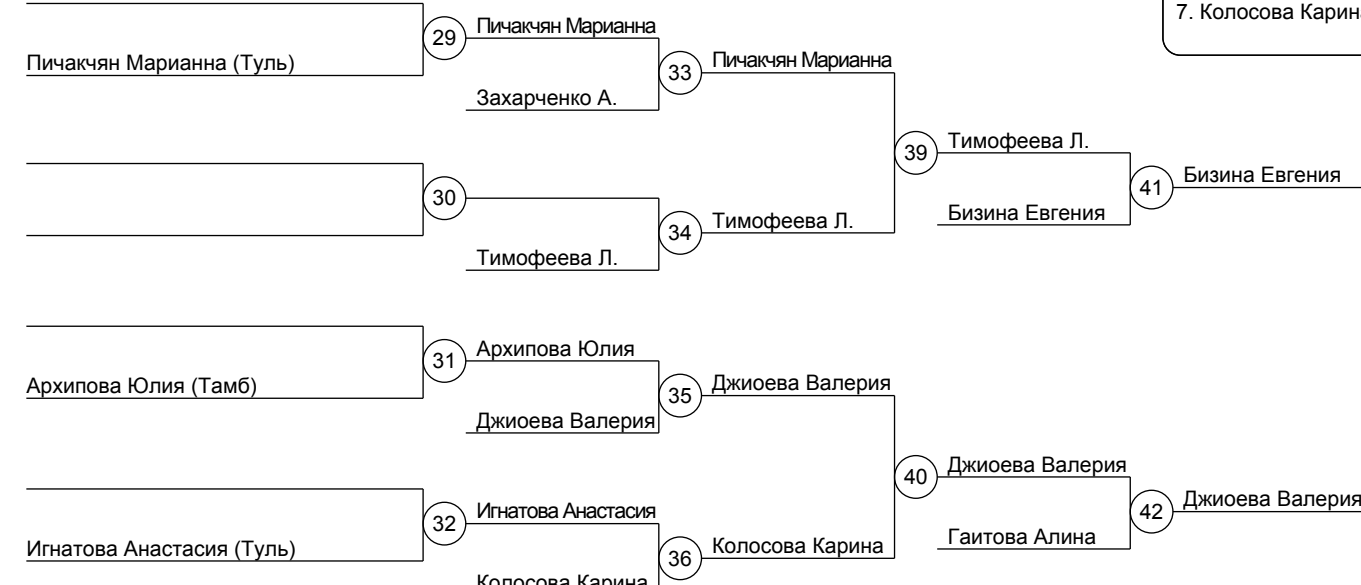 7. Колосова Карина
29
Пичакчян Марианна
Пичакчян Марианна (Туль)
33
Пичакчян Марианна
Захарченко А.
39
Тимофеева Л.
30
41
Бизина Евгения
Бизина Евгения
34
Тимофеева Л.
Тимофеева Л.
31
Архипова Юлия
Архипова Юлия (Тамб)
35
Джиоева Валерия
Джиоева Валерия
40
Джиоева Валерия
32
Игнатова Анастасия
42
Джиоева Валерия
Игнатова Анастасия (Туль)
36
Колосова Карина
Гаитова Алина
Колосова Карина